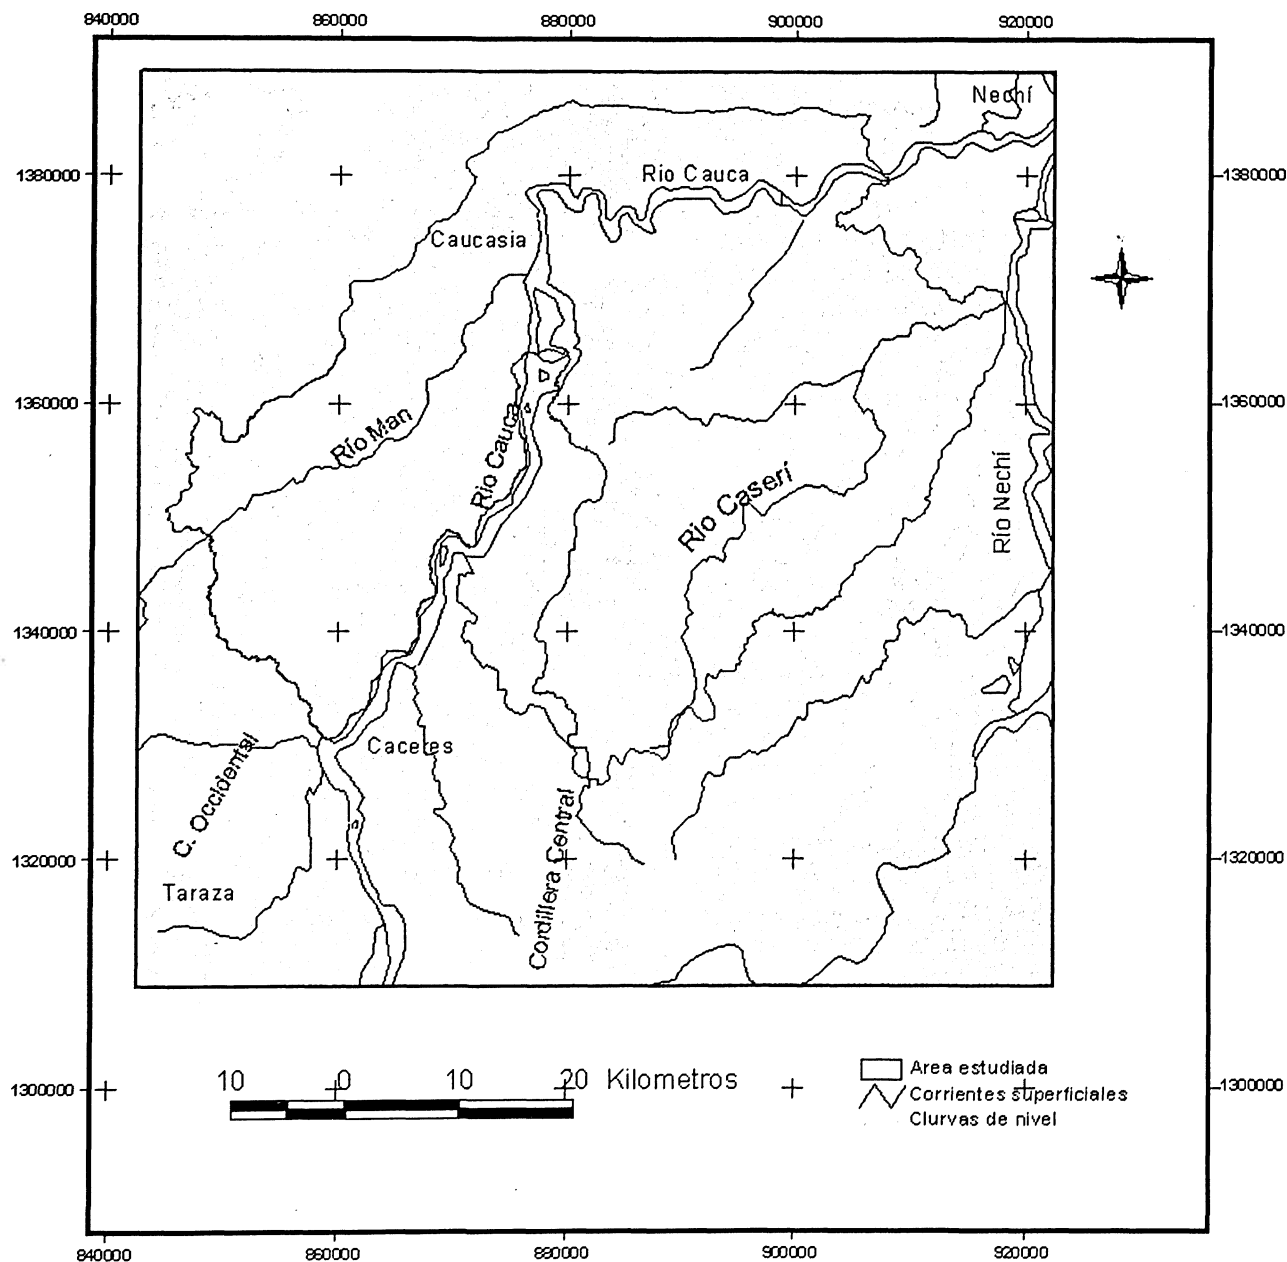 840000 860000 880000 900000 920000
Nechí
1380000 Río Cauca 1380000
Caucasia
1360000 1360000
Río Man
Río Cauca
Río Caserí
Río Nechí
1340000 1340000
Caceres
C. Occidental
Cordillera Central
1320000 1320000
Taraza
10 0 10 20 Kilometros
Area estudiada
1300000 1300000
Corrientes superficiales
Clurvas de nivel
840000 860000 880000 900000 920000